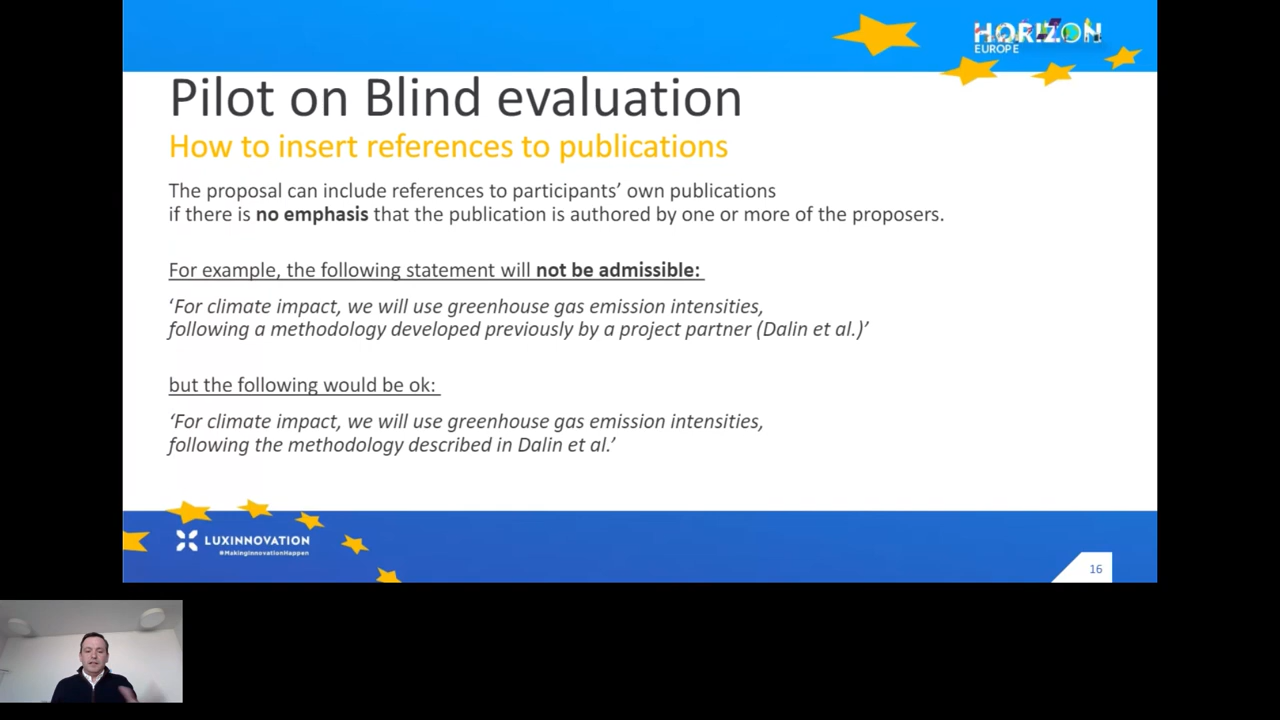 HORIZON
EUROPE
Pilot on Blind evaluation
How to insert references to publications
The proposal can include references to participants’ own publications
if there is no emphasis that the publication is authored by one or more of the proposers.
For example, the following statement will not be admissible:
‘For climate impact, we will use greenhouse gas emission intensities,
following a methodology developed previously by a project partner (Dalin et al.)’
but the following would be ok:
‘For climate impact, we will use greenhouse gas emission intensities,
following the methodology described in Dalin et al.’
LUXINNOVATION
#MakingInnovationHappen
16